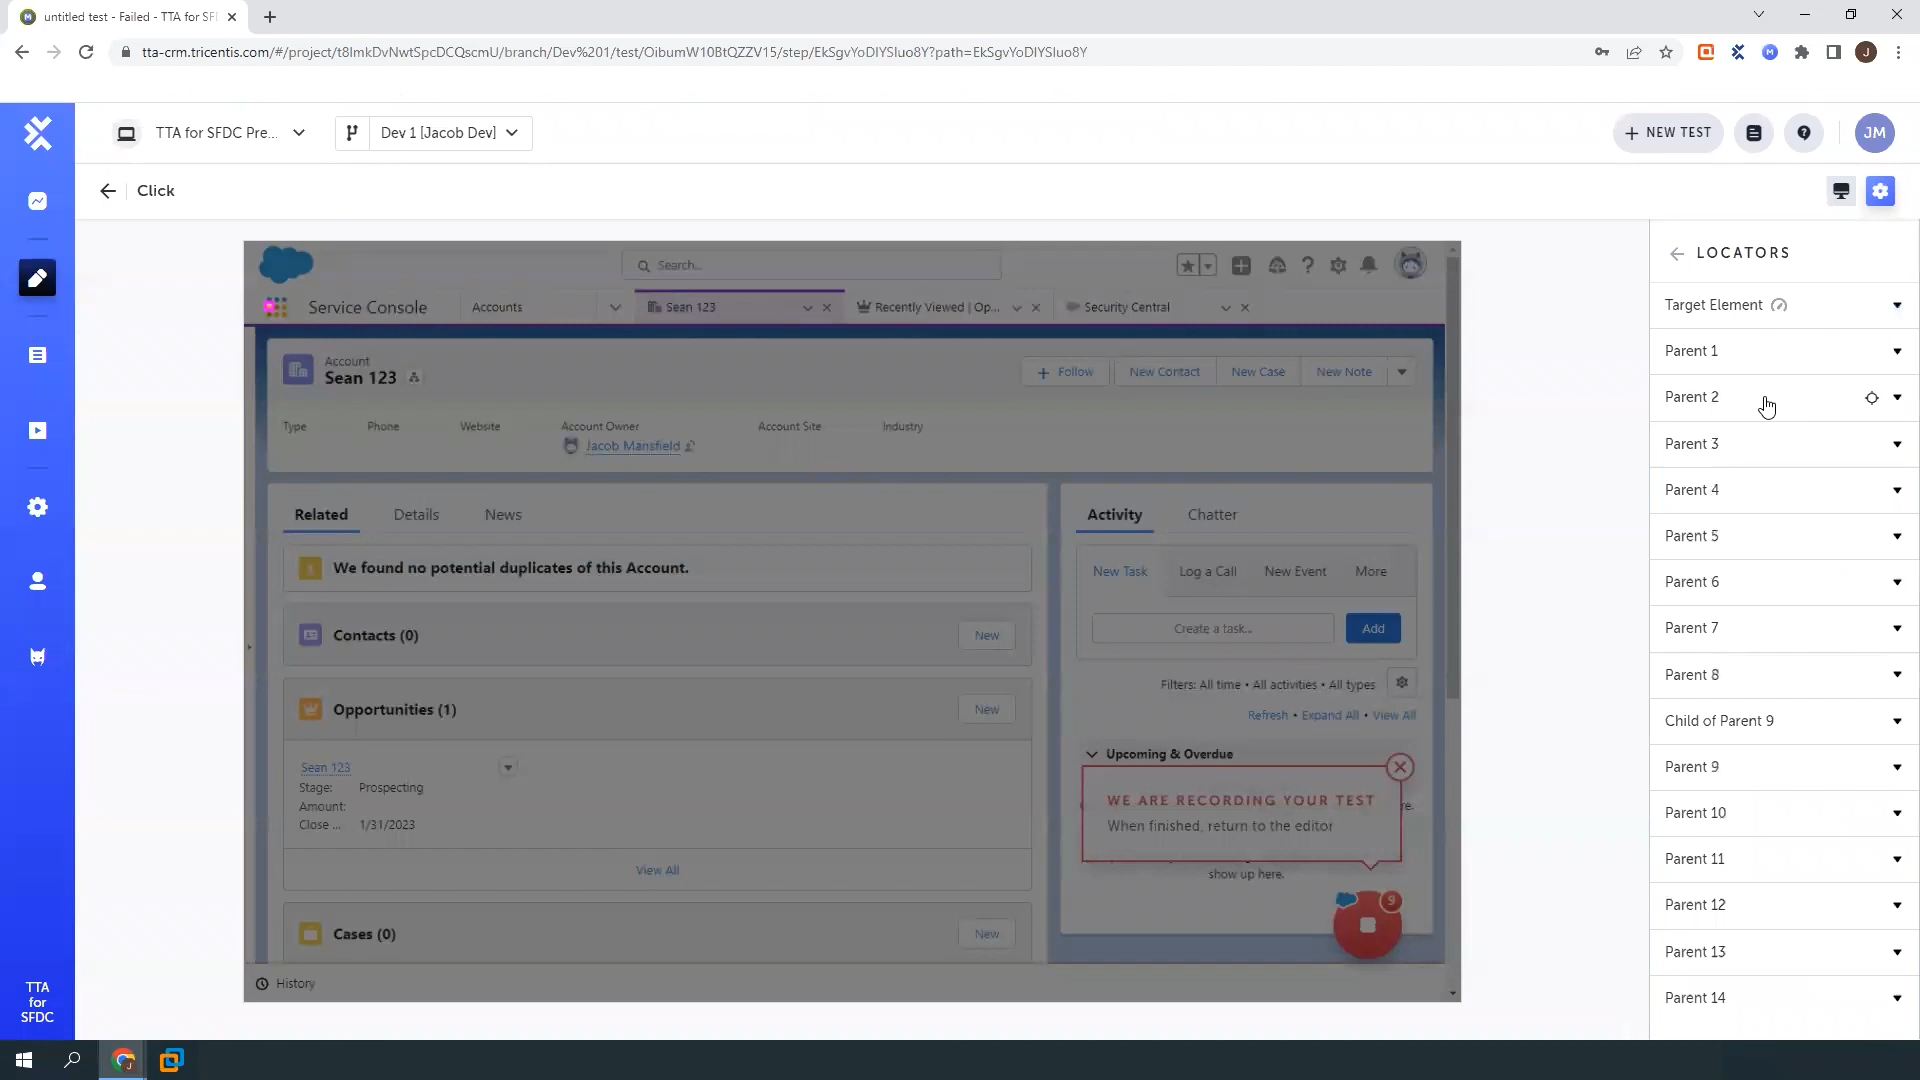 untitled test - Failed - TTA for SF
tta-crm.tricentis.com/#/project/t8ImkDvNwtSpcDCQscmU/branch/Dev%201/test/OibumW10BtQZZV15/step/EkSgvYoDIYSIuo8Y?path=EkSgvYoDIYSIuo8Y
J
TTA for SFDC Pre...
Dev 1 [Jacob Dev]
NEW TEST
JM
Click
LOCATORS
Search...
Service Console
Accounts
Sean 123
Recently Viewed | Op...
Security Central
Target Element
Parent 1
Parent 2
Parent 3
Parent 4
Parent 5
Parent 6
Parent 7
Parent 8
Child of Parent 9
Parent 9
Parent 10
Parent 11
Parent 12
Parent 13
Parent 14
Account
Sean 123
Follow
New Contact
New Case
New Note
Type
Phone
Website
Account Owner
Account Site
Industry
Jacob Mansfield
Related
Details
News
We found no potential duplicates of this Account.
Contacts (0)
New
Opportunities (1)
New
Sean 123
Stage: Prospecting
Amount:
Close ... 1/31/2023
View All
Cases (0)
New
Activity
Chatter
New Task
Log a Call
New Event
More
Create a task...
Add
Filters: All time • All activities • All types
Refresh • Expand All • View All
Upcoming & Overdue
WE ARE RECORDING YOUR TEST
When finished, return to the editor
show up here.
9
History
TTA
for
SFDC